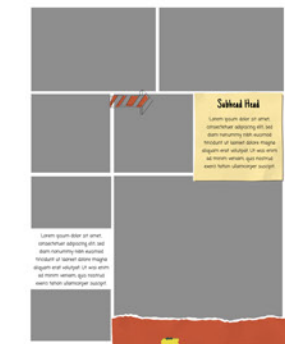 Subhead Head
Lorem ipsum dolor sit amet,
consectetuer adipiscing elit, sed
diam nonummy nibh euismod
tincidunt ut laoreet dolore magna
aliquam erat volutpat. Ut wisi enim
ad minim veniam, quis nostrud
exerci tation ullamcorper suscipit
Lorem ipsum dolor sit amet,
consectetuer adipiscing elit, sed
diam nonummy nibh euismod
tincidunt ut laoreet dolore magna
aliquam erat volutpat. Ut wisi enim
ad minim veniam, quis nostrud
exerci tation ullamcorper suscipit